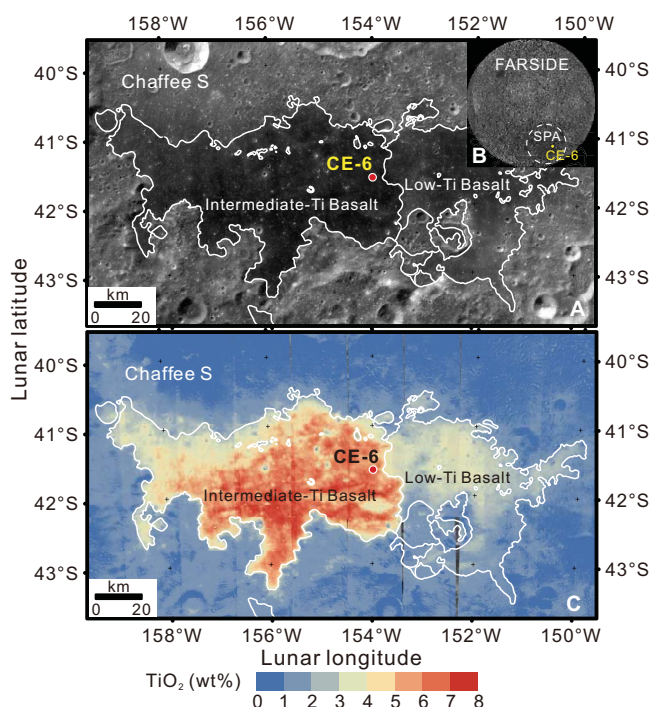 158°W 156°W 154°W 152°W 150°W
40°S
Chaffee S
FARSIDE
40°S
41°S
SPA
CE-6
B
41°S
CE-6
Low-Ti Basalt
42°S
Intermediate-Ti Basalt
42°S
43°S
43°S
km
0 20
A
Lunar latitude
40°S
Chaffee S
40°S
41°S
41°S
CE-6
Low-Ti Basalt
42°S
Intermediate-Ti Basalt
42°S
43°S
43°S
km
0 20
C
158°W 156°W 154°W 152°W 150°W
Lunar longitude
TiO₂ (wt%)
0 1 2 3 4 5 6 7 8